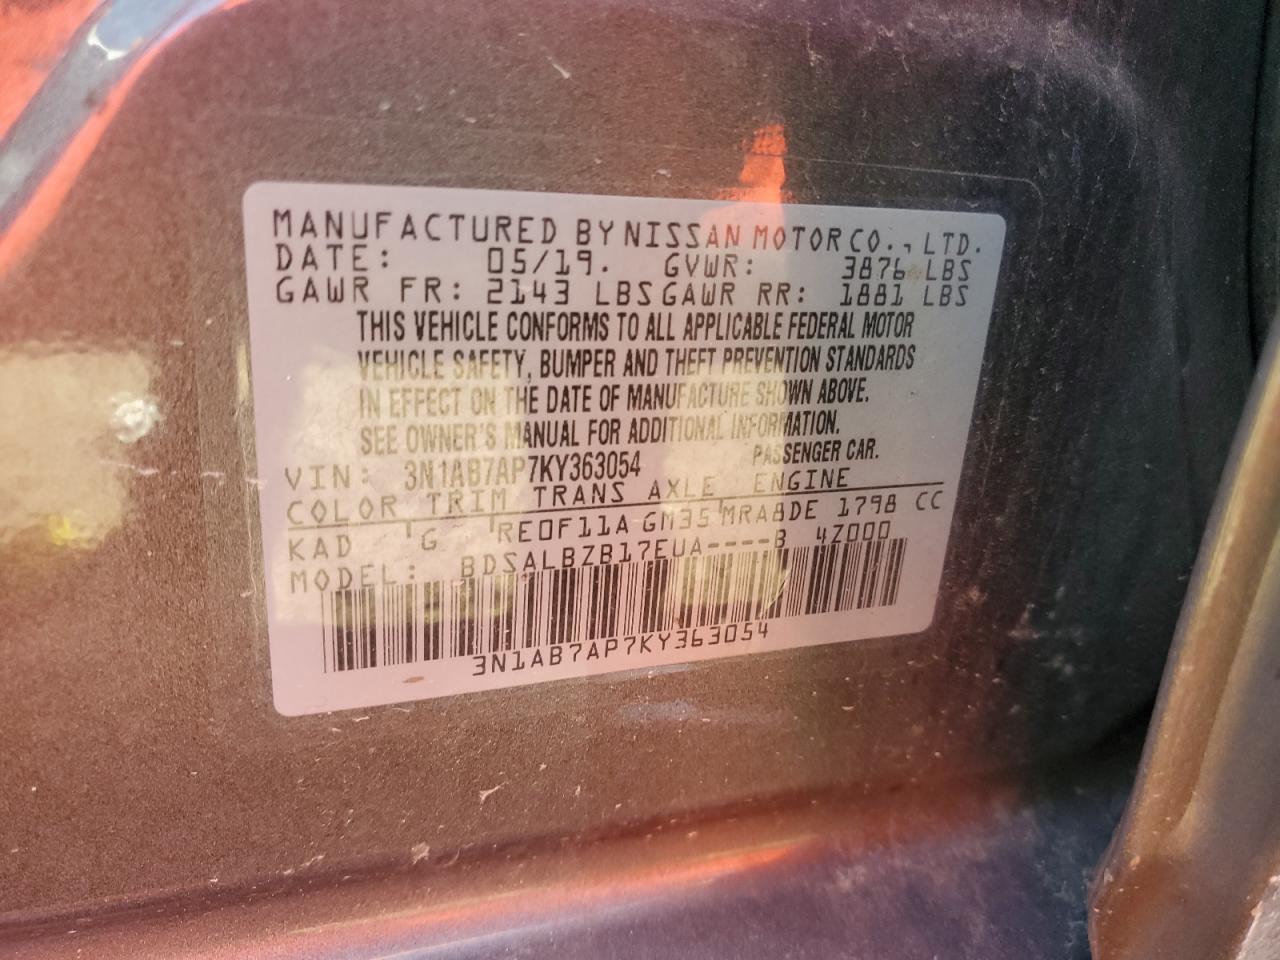 MANUFACTURED BY NISSAN MOTOR CO., LTD.
DATE: 05/19. GVWR: 3876 LBS
GAWR FR: 2143 LBS GAWR RR: 1881 LBS
THIS VEHICLE CONFORMS TO ALL APPLICABLE FEDERAL MOTOR
VEHICLE SAFETY, BUMPER AND THEFT PREVENTION STANDARDS
IN EFFECT ON THE DATE OF MANUFACTURE SHOWN ABOVE.
SEE OWNER'S MANUAL FOR ADDITIONAL INFORMATION.
PASSENGER CAR.
VIN: 3N1AB7AP7KY363054
COLOR TRIM TRANS AXLE ENGINE
KAD G RE0F11A GM35 MRA8DE 1798 CC
MODEL: BDSALBZB17EUA----B 4Z000
3N1AB7AP7KY363054